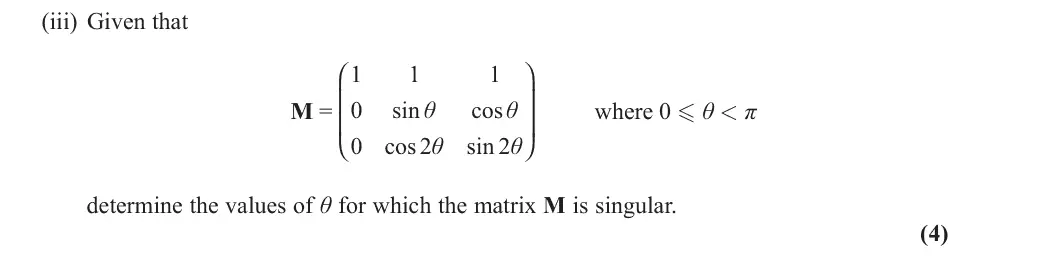 (iii) Given that
M = ( 1 1 1
0 sin θ cos θ
0 cos 2θ sin 2θ ) where 0 ⩽ θ < π
determine the values of θ for which the matrix M is singular.
(4)